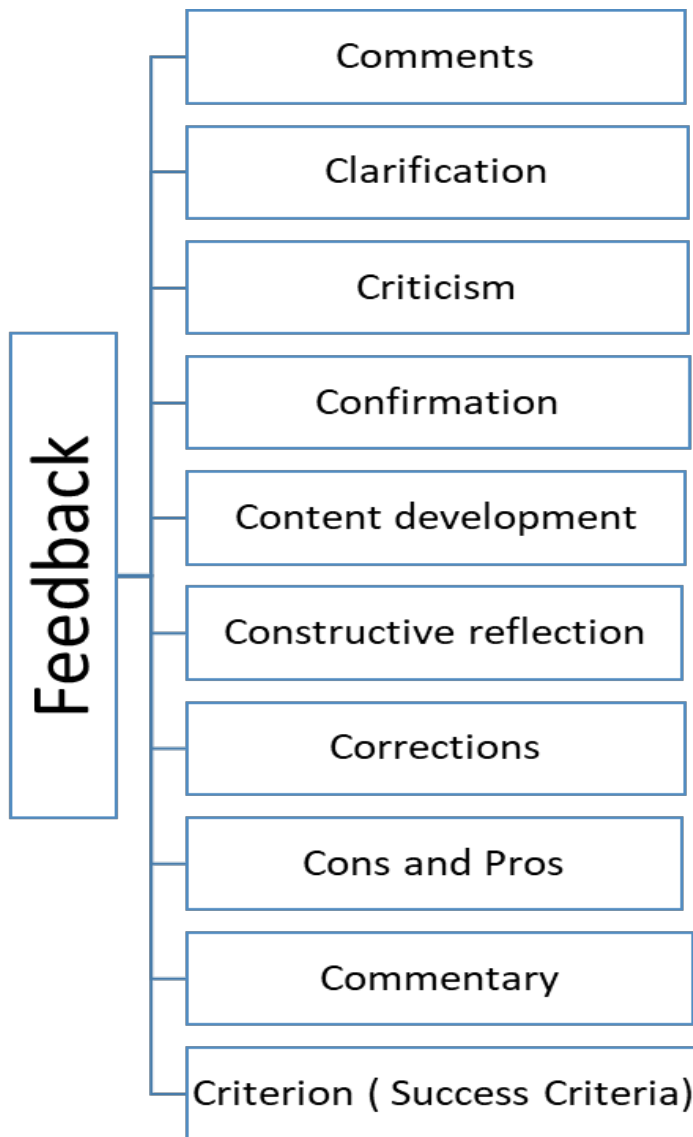 Feedback
Comments
Clarification
Criticism
Confirmation
Content development
Constructive reflection
Corrections
Cons and Pros
Commentary
Criterion ( Success Criteria)